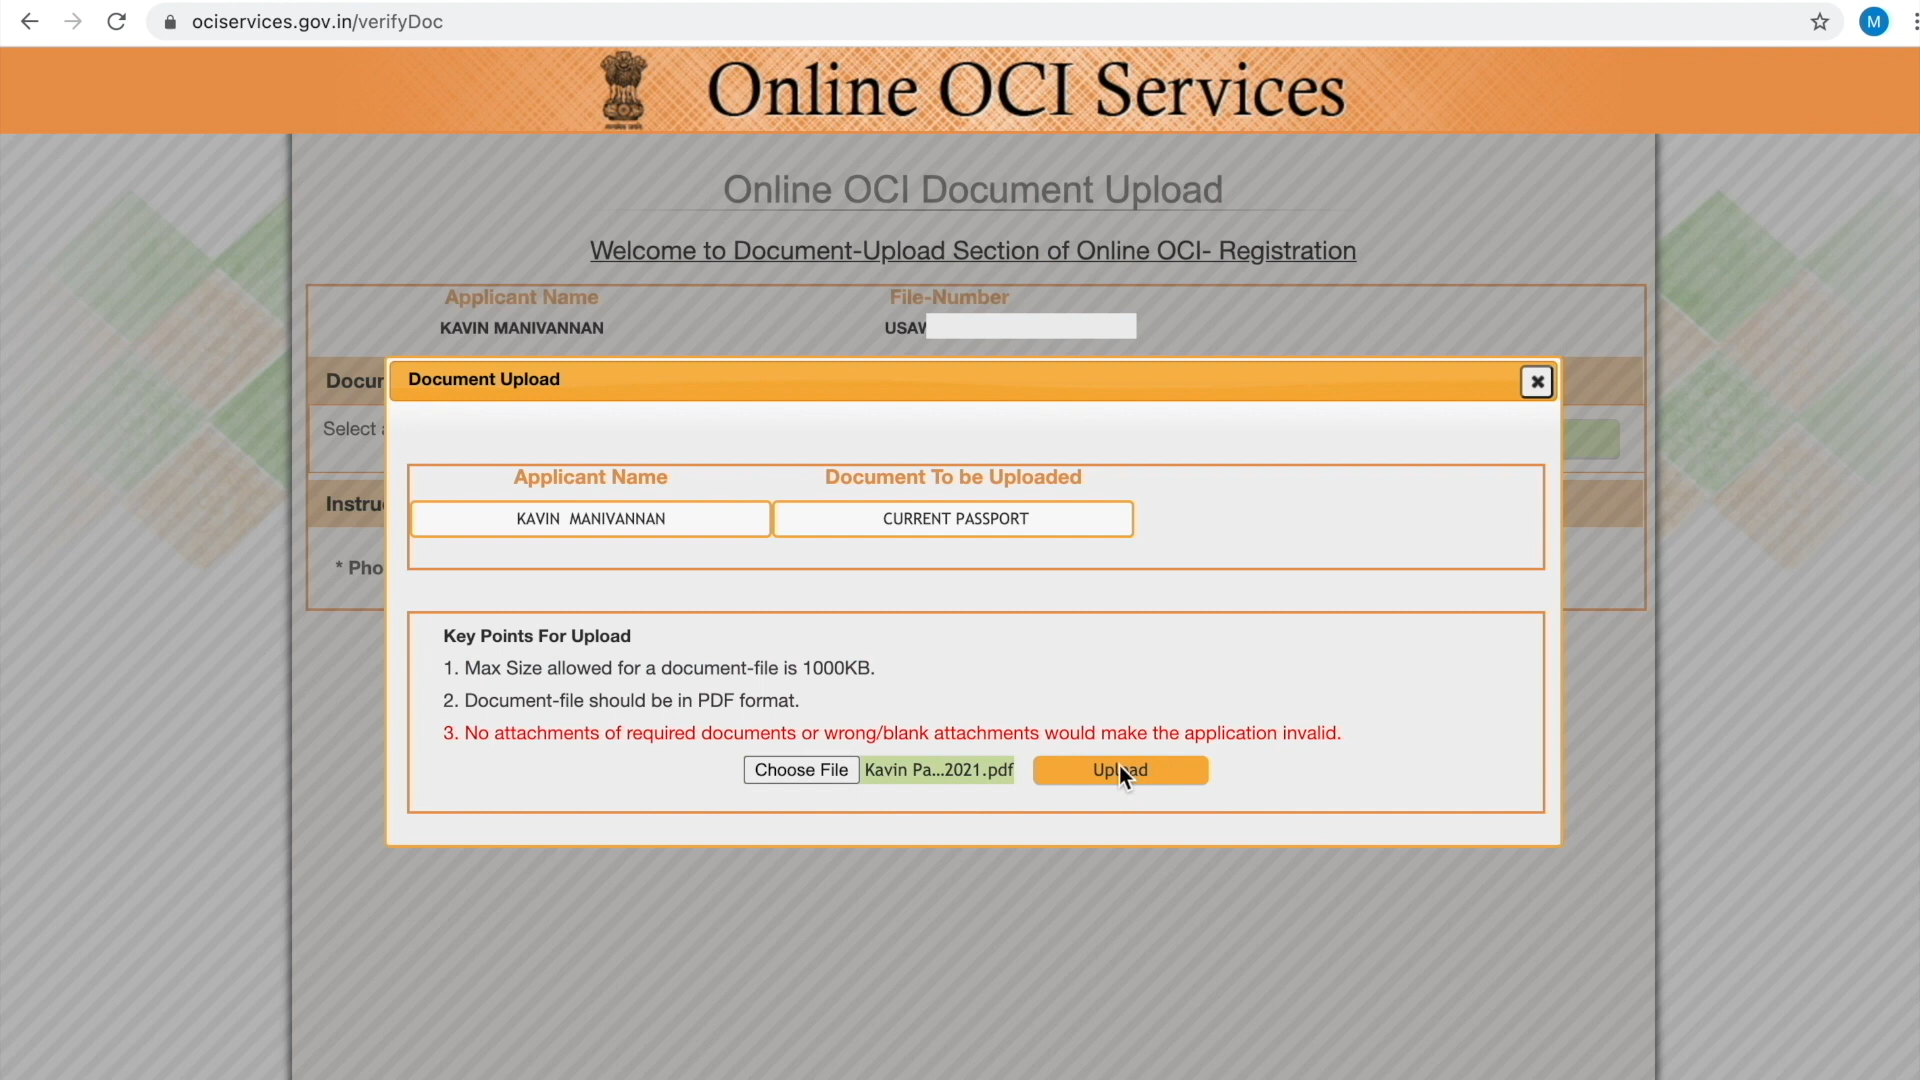 ociservices.gov.in/verifyDoc
M
Online OCI Services
Online OCI Document Upload
Welcome to Document-Upload Section of Online OCI- Registration
Applicant Name File-Number
KAVIN MANIVANNAN USAW
Docum
Document Upload
Select a
Applicant Name Document To be Uploaded
Instruc
KAVIN MANIVANNAN CURRENT PASSPORT
* Pho
Key Points For Upload
1. Max Size allowed for a document-file is 1000KB.
2. Document-file should be in PDF format.
3. No attachments of required documents or wrong/blank attachments would make the application invalid.
Choose File Kavin Pa...2021.pdf Upload